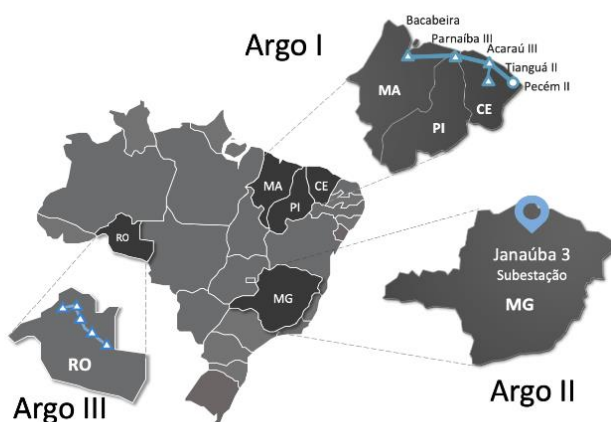 Argo I
Bacabeira
Parnaíba III
Acaraú III
Tianguá II
Pecém II
MA
PI
CE
MA
PI
CE
RO
MG
Janaúba 3
Subestação
MG
Argo II
RO
Argo III